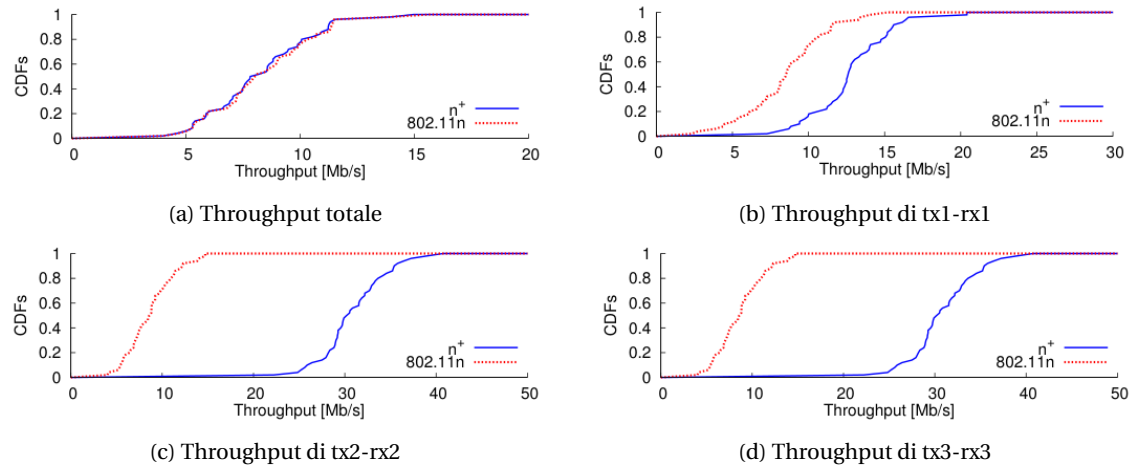 1
0.8
0.6
0.4
0.2
0
CDFs
n+
802.11n
0 5 10 15 20
Throughput [Mb/s]
(a) Throughput totale
1
0.8
0.6
0.4
0.2
0
CDFs
n+
802.11n
0 5 10 15 20 25 30
Throughput [Mb/s]
(b) Throughput di tx1-rx1
1
0.8
0.6
0.4
0.2
0
CDFs
n+
802.11n
0 10 20 30 40 50
Throughput [Mb/s]
(c) Throughput di tx2-rx2
1
0.8
0.6
0.4
0.2
0
CDFs
n+
802.11n
0 10 20 30 40 50
Throughput [Mb/s]
(d) Throughput di tx3-rx3